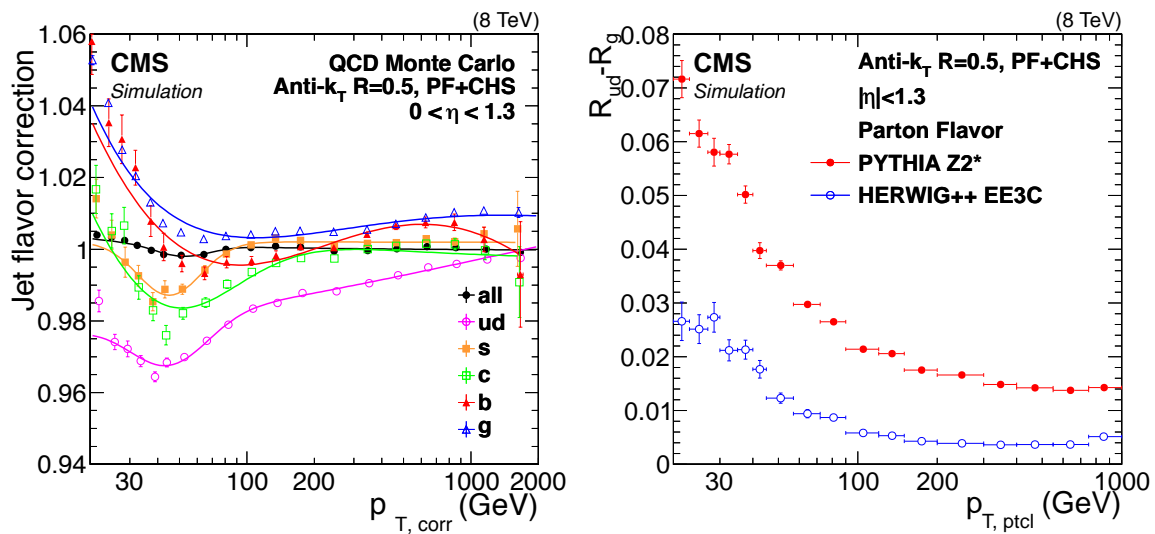 (8 TeV)
CMS
Simulation
QCD Monte Carlo
Anti-k_T R=0.5, PF+CHS
0 < η < 1.3
Jet flavor correction
1.06
1.04
1.02
1
0.98
0.96
0.94
all
ud
s
c
b
g
30
100
200
1000
2000
p_T, corr (GeV)
(8 TeV)
CMS
Simulation
Anti-k_T R=0.5, PF+CHS
|η|<1.3
Parton Flavor
PYTHIA Z2*
HERWIG++ EE3C
R_ud-R_g
0.08
0.07
0.06
0.05
0.04
0.03
0.02
0.01
0
30
100
200
1000
p_T, ptcl (GeV)